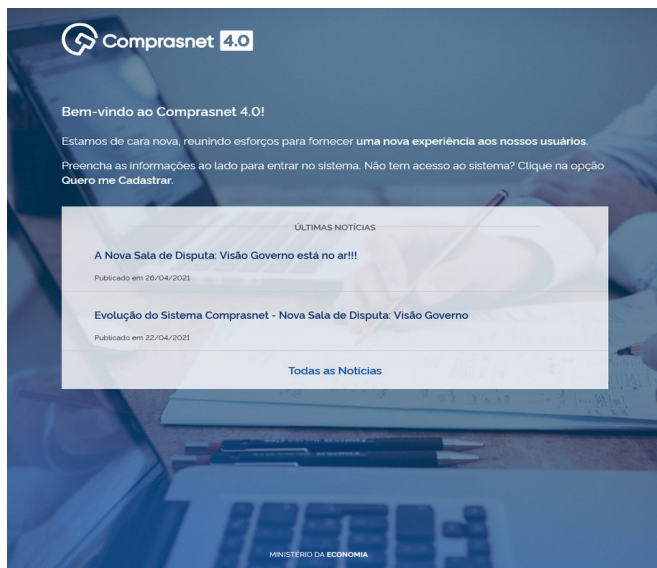 Comprasnet 4.0
Bem-vindo ao Comprasnet 4.0!
Estamos de cara nova, reunindo esforços para fornecer uma nova experiência aos nossos usuários.
Preencha as informações ao lado para entrar no sistema. Não tem acesso ao sistema? Clique na opção
Quero me Cadastrar.
ÚLTIMAS NOTÍCIAS
A Nova Sala de Disputa: Visão Governo está no ar!!!
Publicado em 26/04/2021
Evolução do Sistema Comprasnet - Nova Sala de Disputa: Visão Governo
Publicado em 22/04/2021
Todas as Notícias
MINISTÉRIO DA ECONOMIA